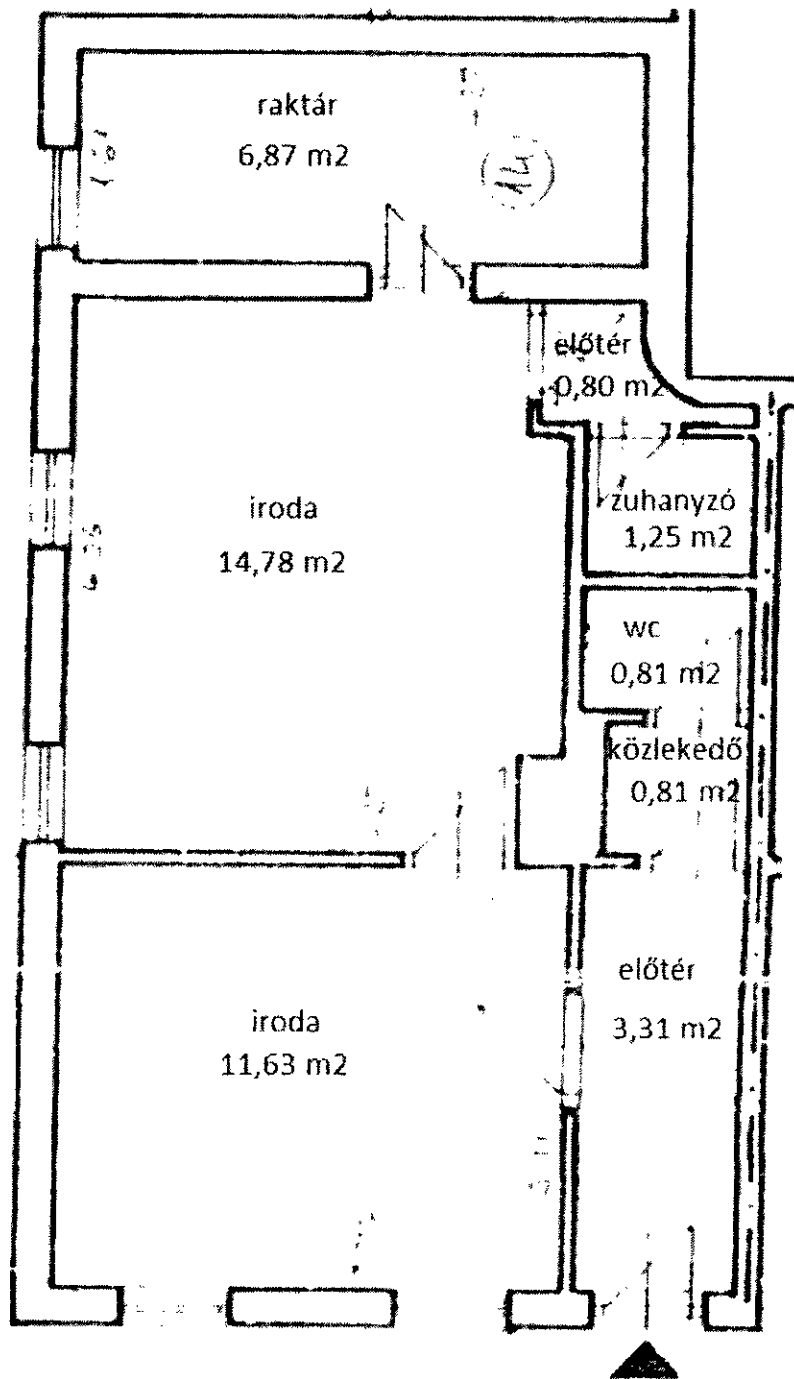 raktár
6,87 m2
14
előtér
0,80 m2
iroda
14,78 m2
zuhanyzó
1,25 m2
wc
0,81 m2
közlekedő
0,81 m2
iroda
11,63 m2
előtér
3,31 m2